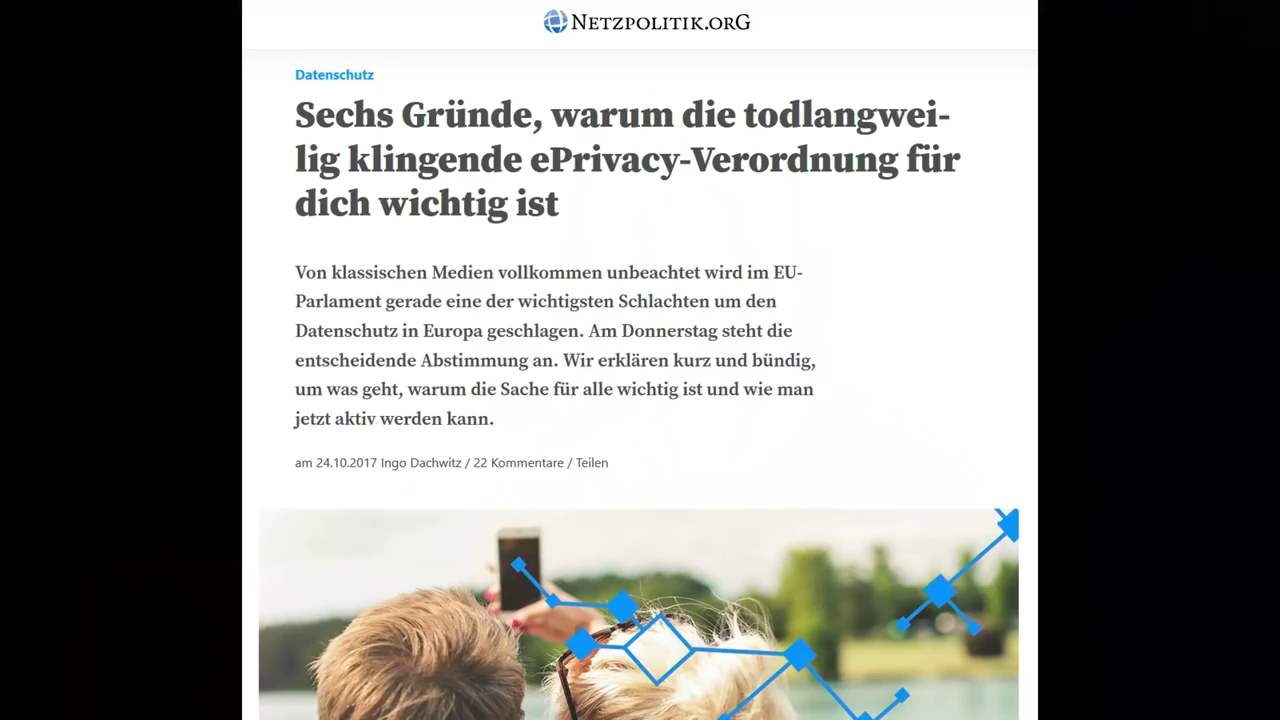 NETZPOLITIK.ORG
Datenschutz
Sechs Gründe, warum die todlangwei-
lig klingende ePrivacy-Verordnung für
dich wichtig ist
Von klassischen Medien vollkommen unbeachtet wird im EU-
Parlament gerade eine der wichtigsten Schlachten um den
Datenschutz in Europa geschlagen. Am Donnerstag steht die
entscheidende Abstimmung an. Wir erklären kurz und bündig,
um was geht, warum die Sache für alle wichtig ist und wie man
jetzt aktiv werden kann.
am 24.10.2017 Ingo Dachwitz / 22 Kommentare / Teilen